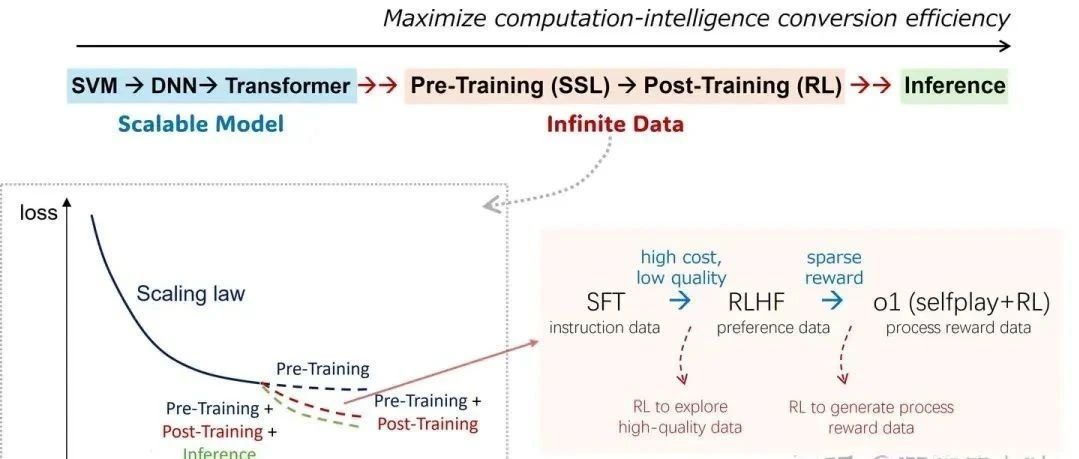 Maximize computation-intelligence conversion efficiency
SVM → DNN→ Transformer →→ Pre-Training (SSL) → Post-Training (RL) →→ Inference
Scalable Model
Infinite Data
loss
Scaling law
Pre-Training
Pre-Training +
Post-Training
Pre-Training +
Post-Training +
Inference
high cost,
low quality
sparse
reward
SFT → RLHF → o1 (selfplay+RL)
instruction data
preference data
process reward data
RL to explore
high-quality data
RL to generate process
reward data